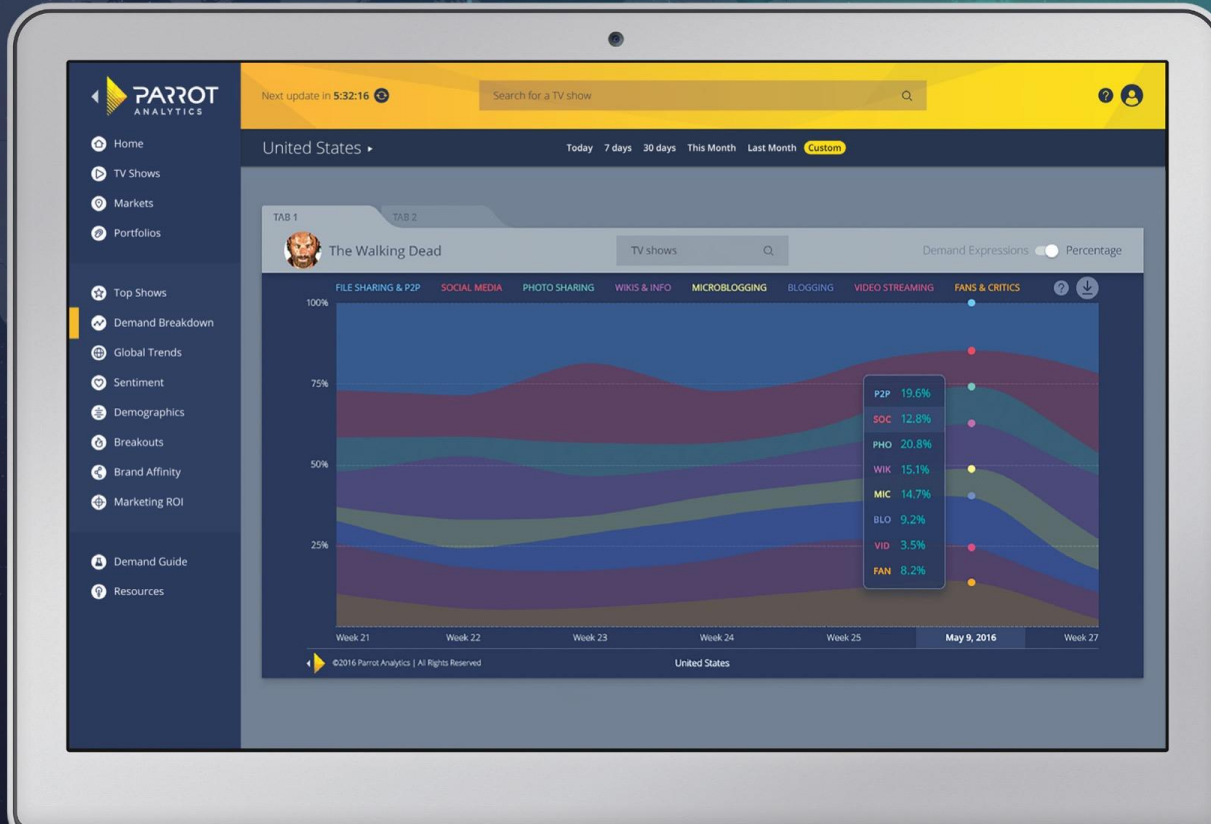 PARROT
ANALYTICS
Home
TV Shows
Markets
Portfolios
Top Shows
Demand Breakdown
Global Trends
Sentiment
Demographics
Breakouts
Brand Affinity
Marketing ROI
Demand Guide
Resources
Next update in 5:32:16
Search for a TV show
?
United States
Today 7 days 30 days This Month Last Month Custom
TAB 1 TAB 2
The Walking Dead
TV shows
Demand Expressions Percentage
FILE SHARING & P2P SOCIAL MEDIA PHOTO SHARING WIKIS & INFO MICROBLOGGING BLOGGING VIDEO STREAMING FANS & CRITICS ?
100%
75%
50%
25%
P2P 19.6%
SOC 12.8%
PHO 20.8%
WIK 15.1%
MIC 14.7%
BLO 9.2%
VID 3.5%
FAN 8.2%
Week 21 Week 22 Week 23 Week 24 Week 25 May 9, 2016 Week 27
©2016 Parrot Analytics | All Rights Reserved
United States